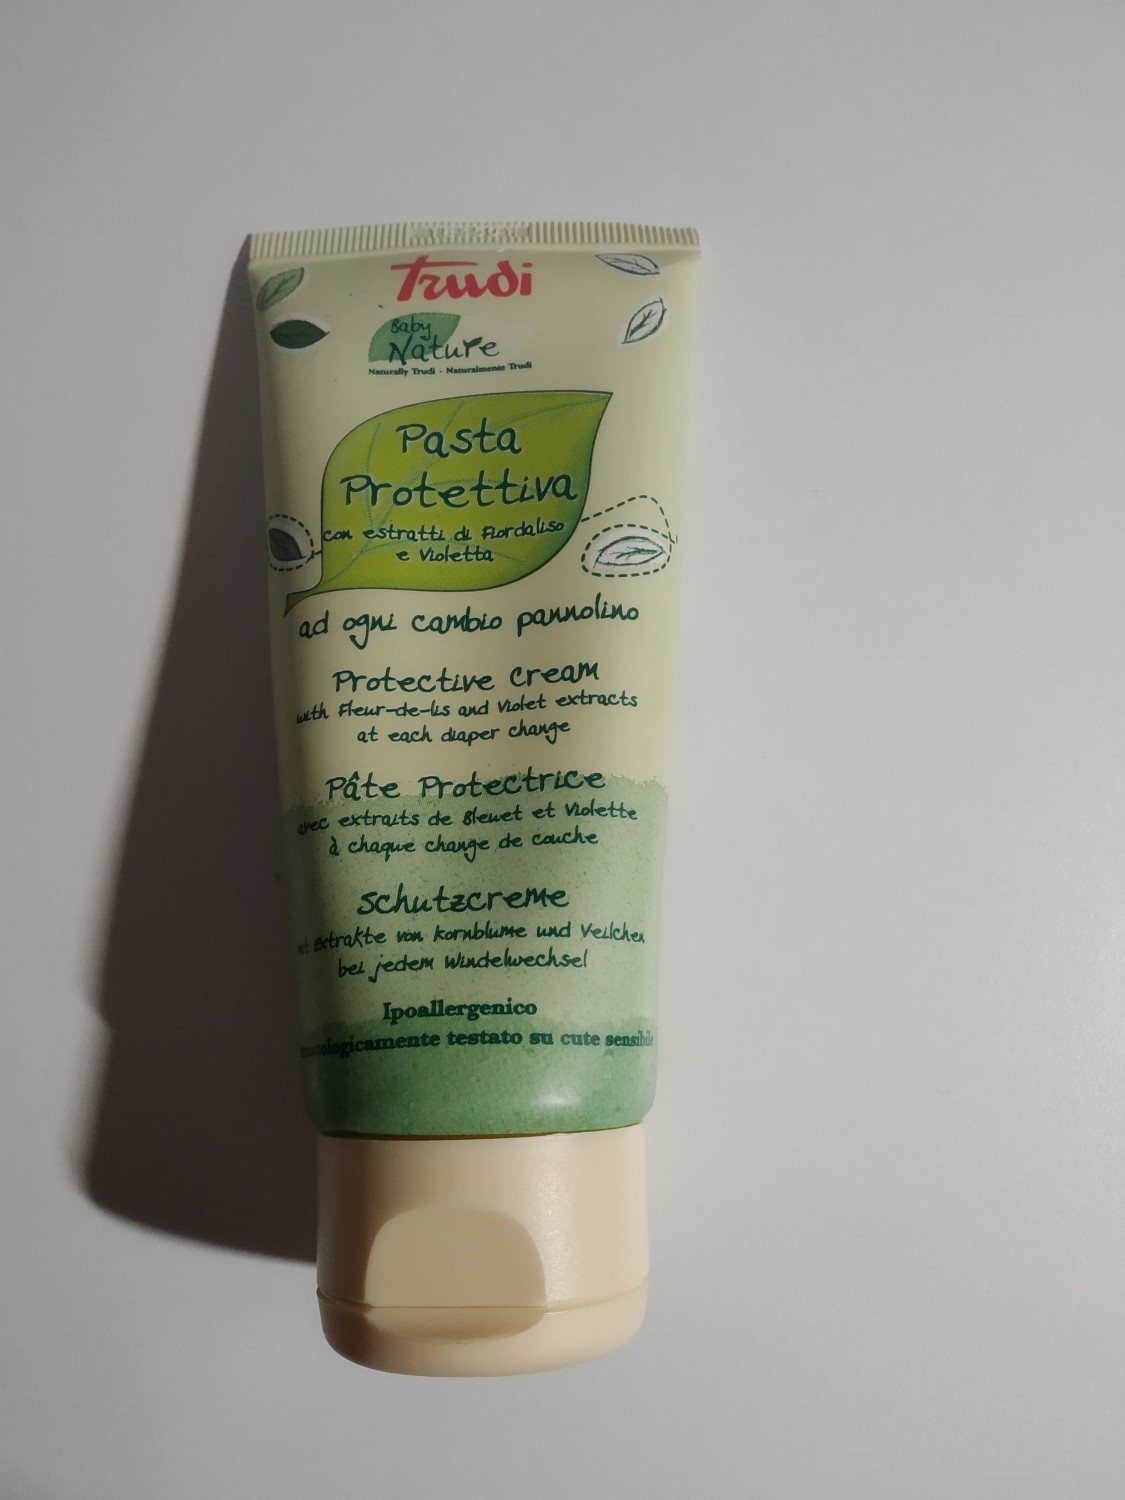 Trudi
Baby
Nature
Naturally Trudi - Naturalmente Trudi
Pasta
Protettiva
con estratti di Fiordaliso
e Violetta
ad ogni cambio pannolino
Protective Cream
with Fleur-de-lis and Violet extracts
at each diaper change
Pâte Protectrice
avec extraits de Bleuet et Violette
à chaque change de couche
Schutzcreme
Extrakte von Kornblume und Veilchen
bei jedem Windelwechsel
Ipoallergenico
testato su cute sensibile